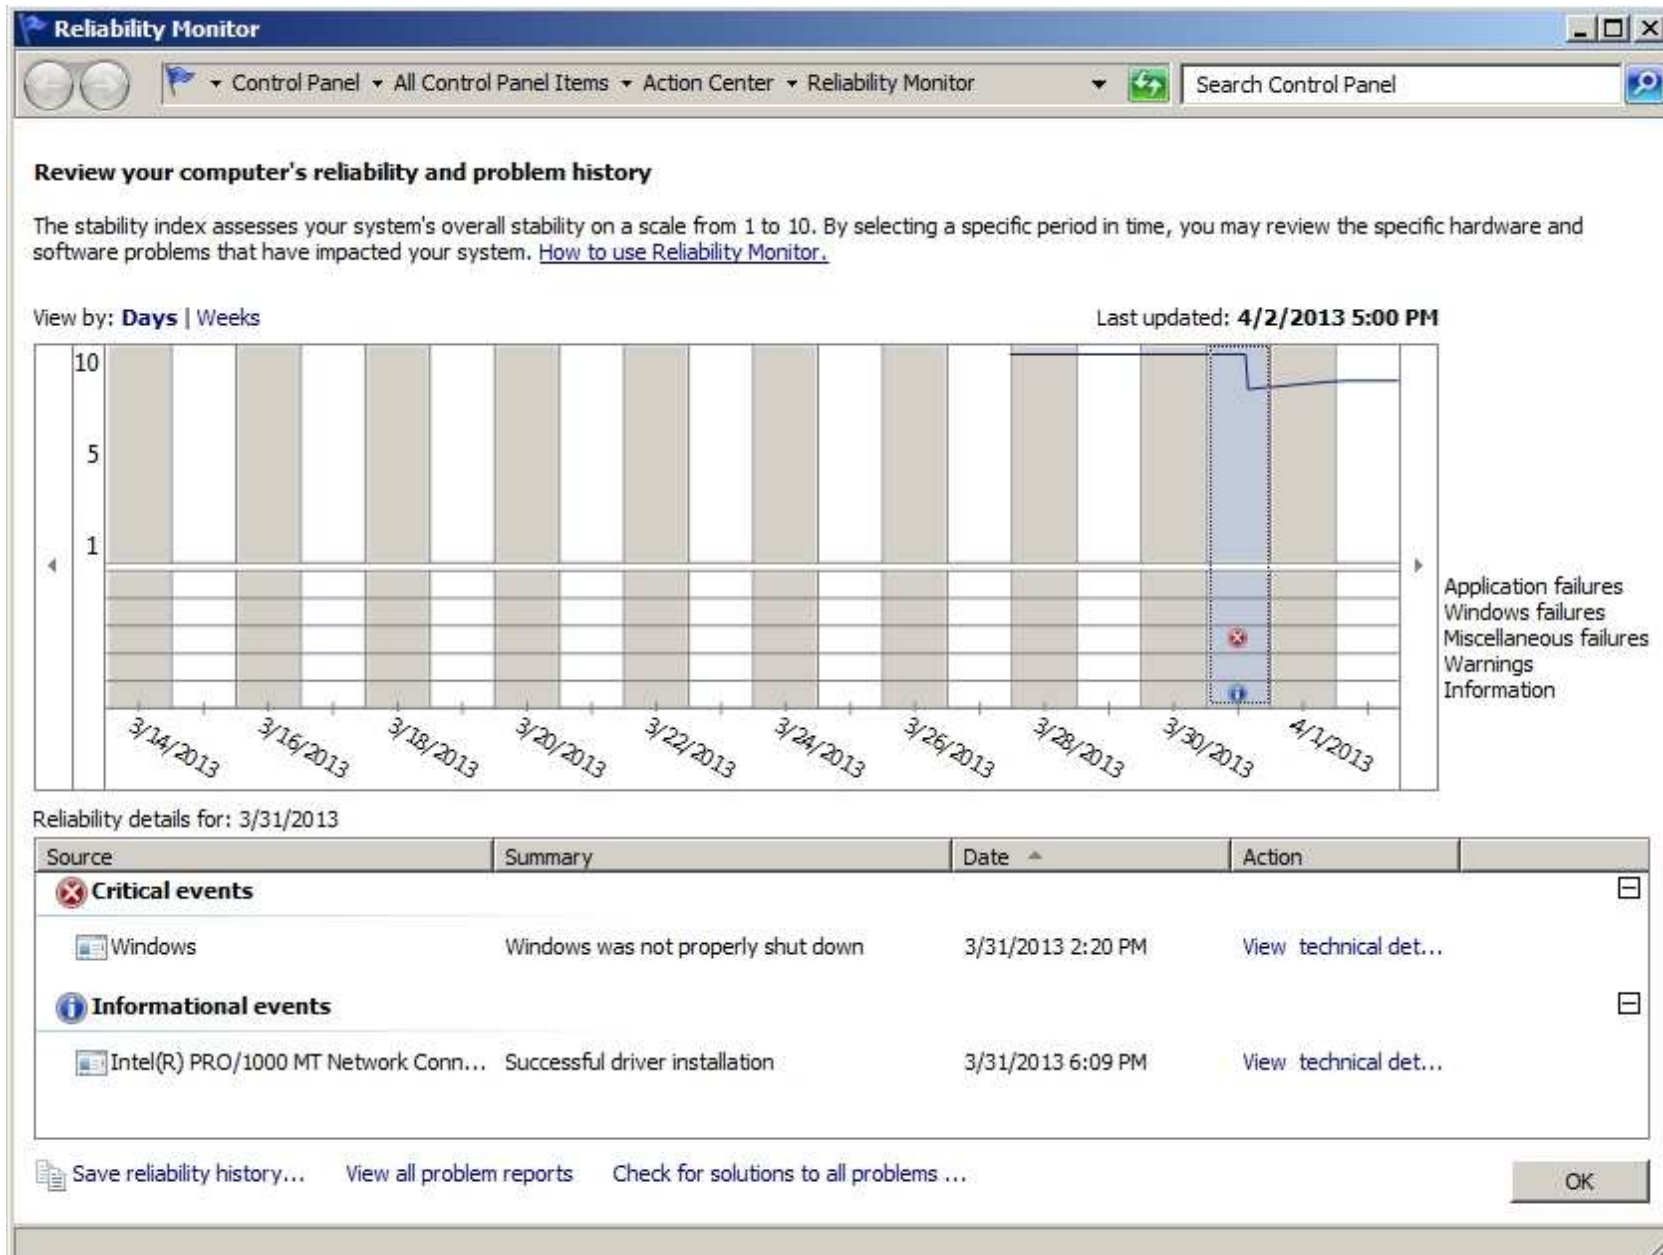 Reliability Monitor
Control Panel All Control Panel Items Action Center Reliability Monitor Search Control Panel
Review your computer's reliability and problem history
The stability index assesses your system's overall stability on a scale from 1 to 10. By selecting a specific period in time, you may review the specific hardware and
software problems that have impacted your system. How to use Reliability Monitor.
View by: Days | Weeks Last updated: 4/2/2013 5:00 PM
10
5
1
Application failures
Windows failures
Miscellaneous failures
Warnings
Information
3/14/2013 3/16/2013 3/18/2013 3/20/2013 3/22/2013 3/24/2013 3/26/2013 3/28/2013 3/30/2013 4/1/2013
Reliability details for: 3/31/2013
Source Summary Date Action
Critical events
Windows Windows was not properly shut down 3/31/2013 2:20 PM View technical det...
Informational events
Intel(R) PRO/1000 MT Network Conn... Successful driver installation 3/31/2013 6:09 PM View technical det...
Save reliability history... View all problem reports Check for solutions to all problems ... OK